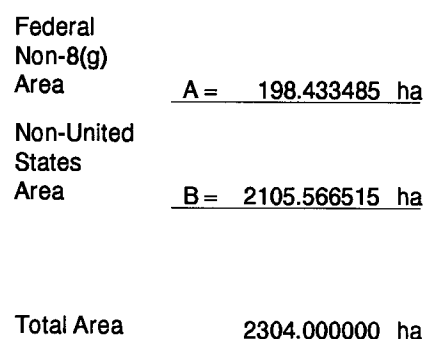 Federal
Non-8(g)
Area A = 198.433485 ha
Non-United
States
Area B = 2105.566515 ha
Total Area 2304.000000 ha